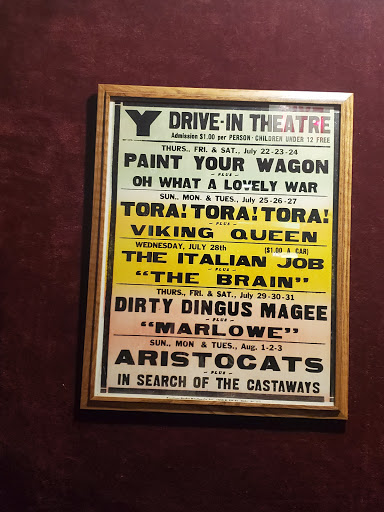 Y DRIVE-IN THEATRE
Admission $1.00 per PERSON - CHILDREN UNDER 12 FREE
THURS., FRI. & SAT., July 22-23-24
PAINT YOUR WAGON
- PLUS -
OH WHAT A LOVELY WAR
SUN., MON. & TUES., July 25-26-27
TORA! TORA! TORA!
- PLUS -
VIKING QUEEN
WEDNESDAY, JULY 28th ($1.00 A CAR)
THE ITALIAN JOB
- PLUS -
"THE BRAIN"
THURS., FRI. & SAT., July 29-30-31
DIRTY DINGUS MAGEE
- PLUS -
"MARLOWE"
SUN., MON & TUES., Aug. 1-2-3
ARISTOCATS
- PLUS -
IN SEARCH OF THE CASTAWAYS